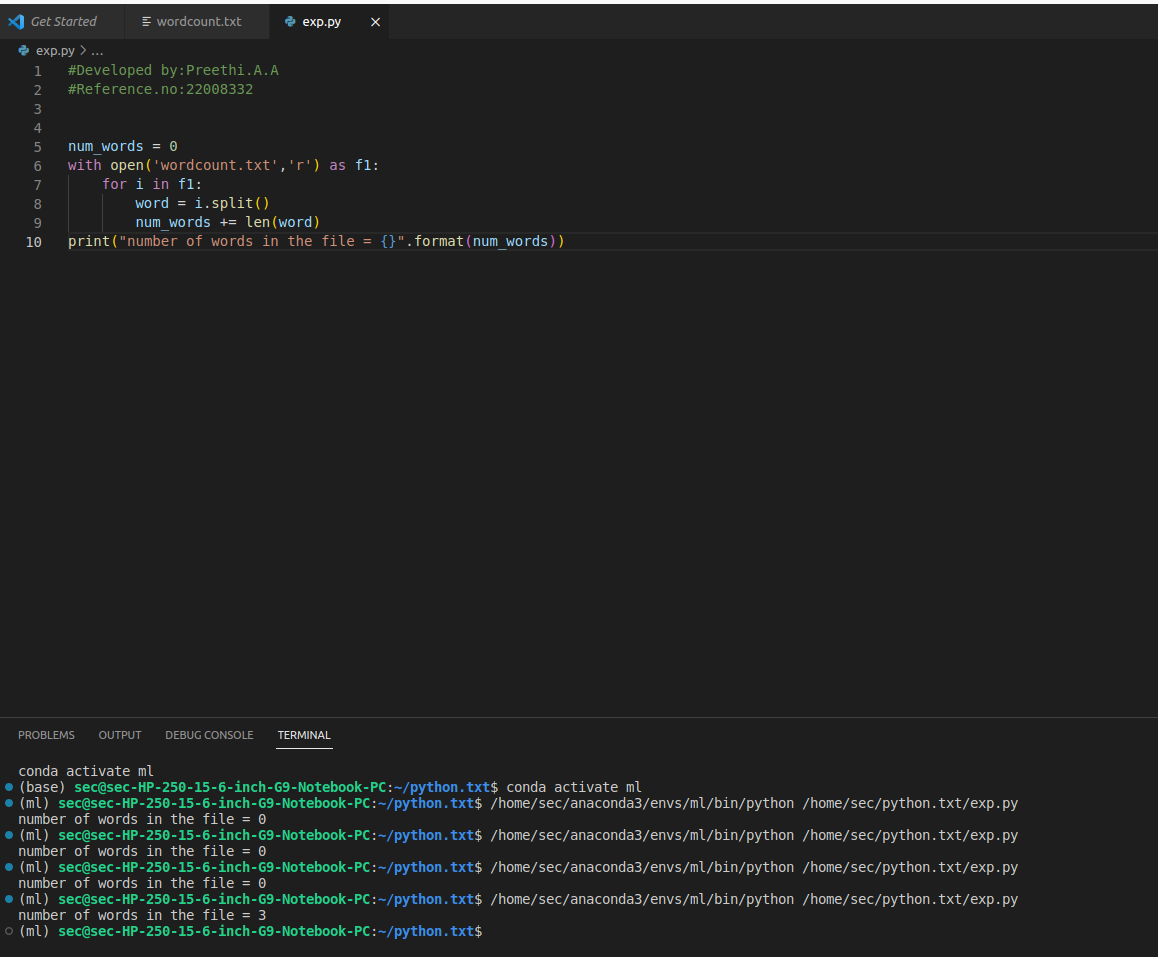 Get Started wordcount.txt exp.py
exp.py > ...
1 #Developed by:Preethi.A.A
2 #Reference.no:22008332
3
4
5 num_words = 0
6 with open('wordcount.txt','r') as f1:
7     for i in f1:
8         word = i.split()
9         num_words += len(word)
10 print("number of words in the file = {}".format(num_words))
PROBLEMS OUTPUT DEBUG CONSOLE TERMINAL
conda activate ml
(base) sec@sec-HP-250-15-6-inch-G9-Notebook-PC:~/python.txt$ conda activate ml
(ml) sec@sec-HP-250-15-6-inch-G9-Notebook-PC:~/python.txt$ /home/sec/anaconda3/envs/ml/bin/python /home/sec/python.txt/exp.py
number of words in the file = 0
(ml) sec@sec-HP-250-15-6-inch-G9-Notebook-PC:~/python.txt$ /home/sec/anaconda3/envs/ml/bin/python /home/sec/python.txt/exp.py
number of words in the file = 0
(ml) sec@sec-HP-250-15-6-inch-G9-Notebook-PC:~/python.txt$ /home/sec/anaconda3/envs/ml/bin/python /home/sec/python.txt/exp.py
number of words in the file = 0
(ml) sec@sec-HP-250-15-6-inch-G9-Notebook-PC:~/python.txt$ /home/sec/anaconda3/envs/ml/bin/python /home/sec/python.txt/exp.py
number of words in the file = 3
(ml) sec@sec-HP-250-15-6-inch-G9-Notebook-PC:~/python.txt$